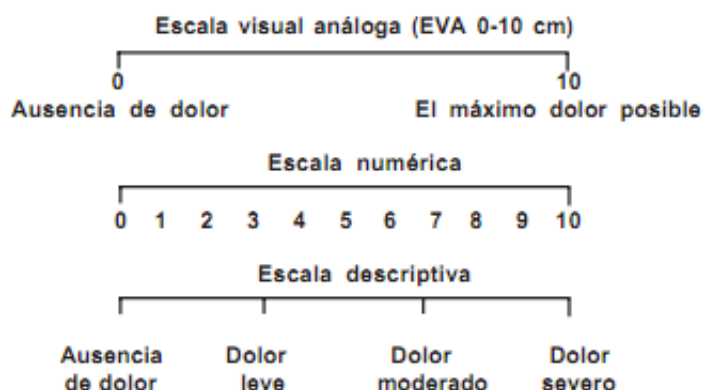 Escala visual análoga (EVA 0-10 cm)
0 10
Ausencia de dolor El máximo dolor posible
Escala numérica
0 1 2 3 4 5 6 7 8 9 10
Escala descriptiva
Ausencia Dolor Dolor Dolor
de dolor leve moderado severo